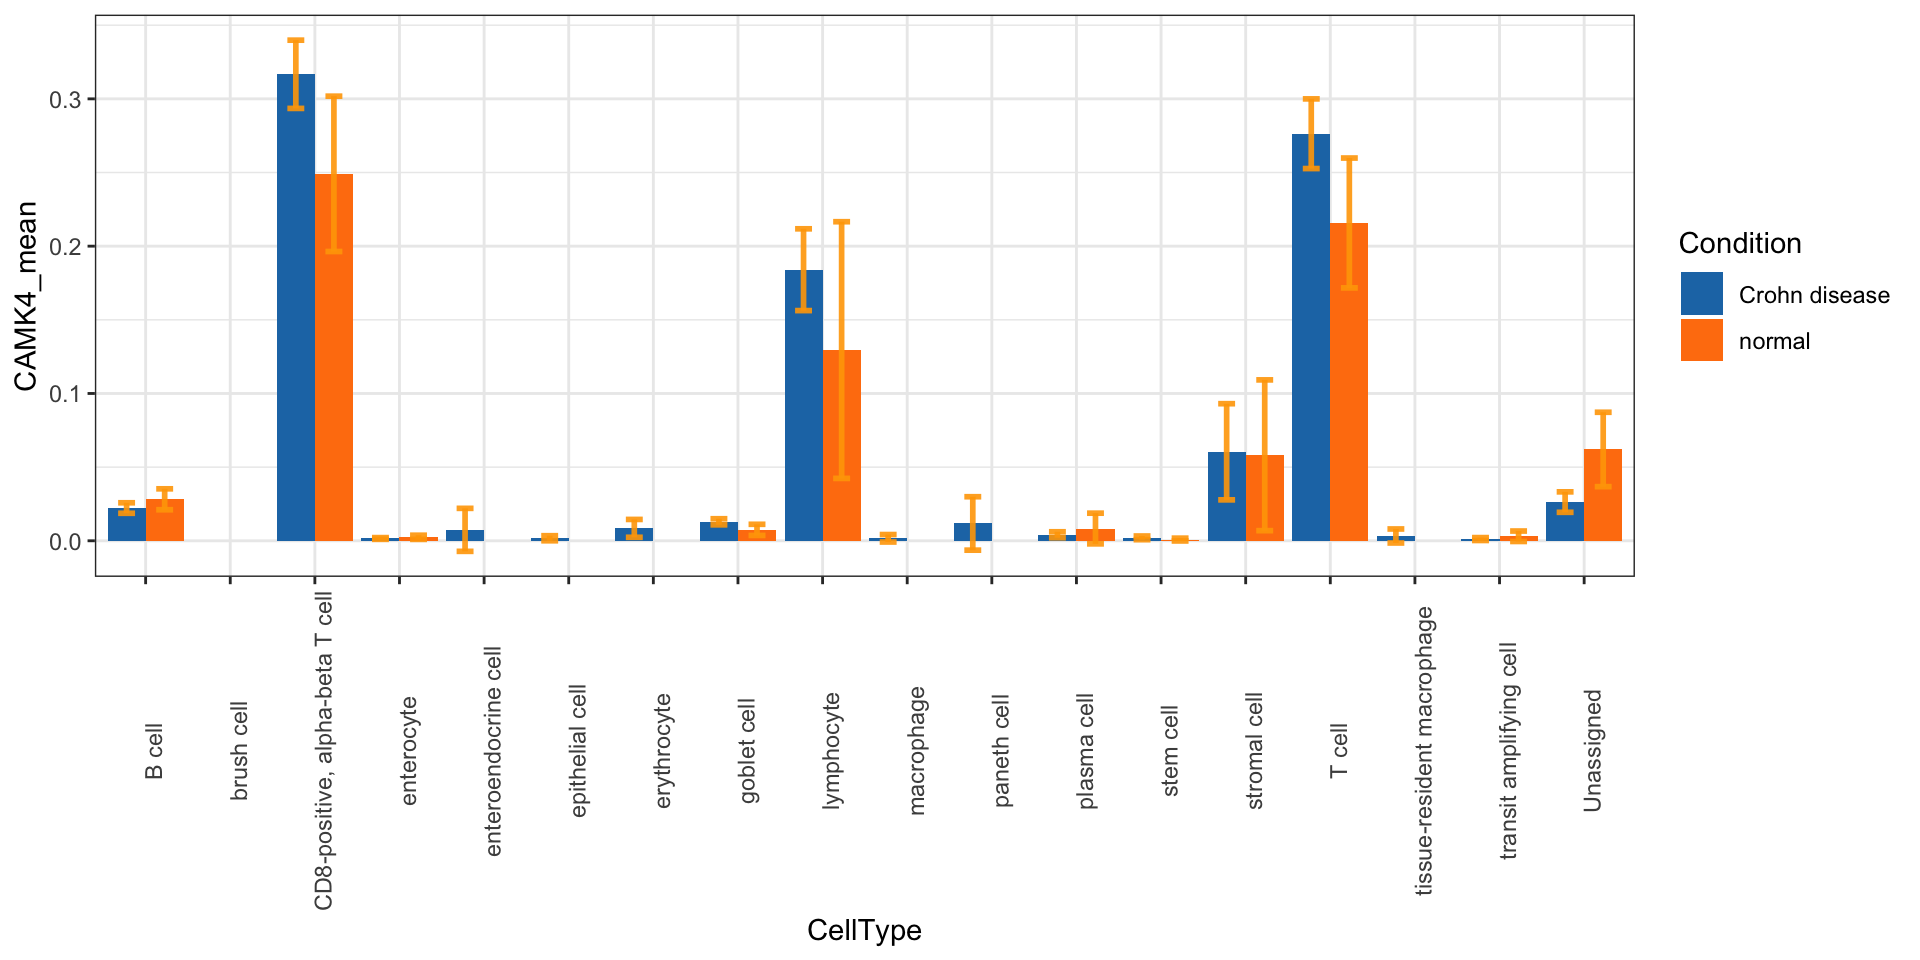 CAMK4_mean
0.3
0.2
0.1
0.0
B cell
brush cell
CD8-positive, alpha-beta T cell
enterocyte
enteroendocrine cell
epithelial cell
erythrocyte
goblet cell
lymphocyte
macrophage
paneth cell
plasma cell
stem cell
stromal cell
T cell
tissue-resident macrophage
transit amplifying cell
Unassigned
CellType
Condition
Crohn disease
normal